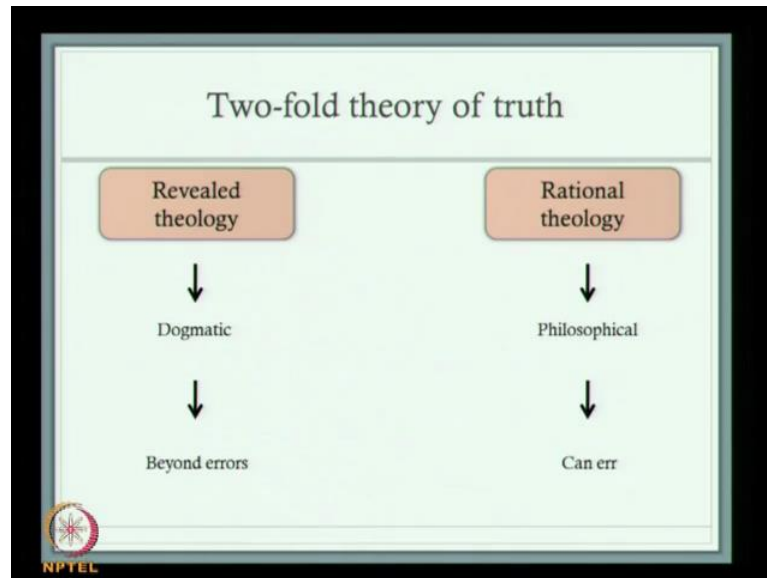 Two-fold theory of truth
Revealed
theology
Rational
theology
Dogmatic
Philosophical
Beyond errors
Can err
NPTEL